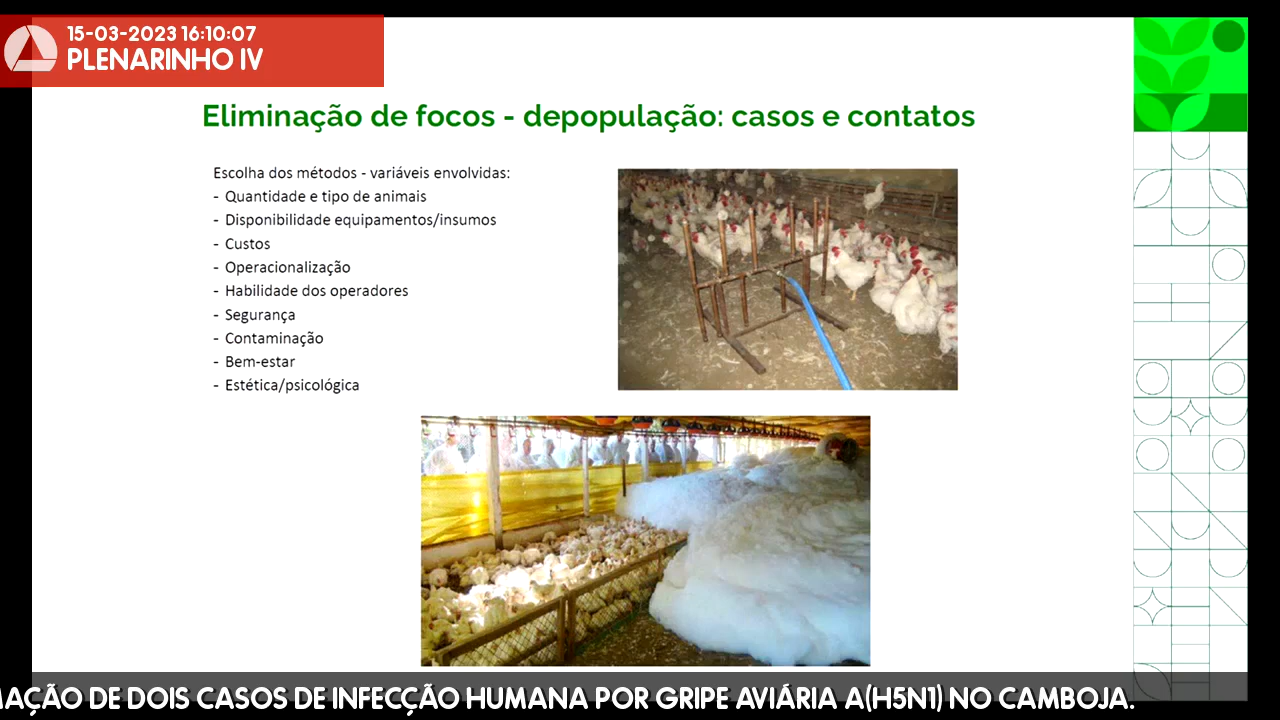 15-03-2023 16:10:07
PLENARINHO IV
Eliminação de focos - depopulação: casos e contatos
Escolha dos métodos - variáveis envolvidas:
- Quantidade e tipo de animais
- Disponibilidade equipamentos/insumos
- Custos
- Operacionalização
- Habilidade dos operadores
- Segurança
- Contaminação
- Bem-estar
- Estética/psicológica
DE DOIS CASOS DE INFECÇÃO HUMANA POR GRIPE AVIÁRIA A(H5N1) NO CAMBOJA.